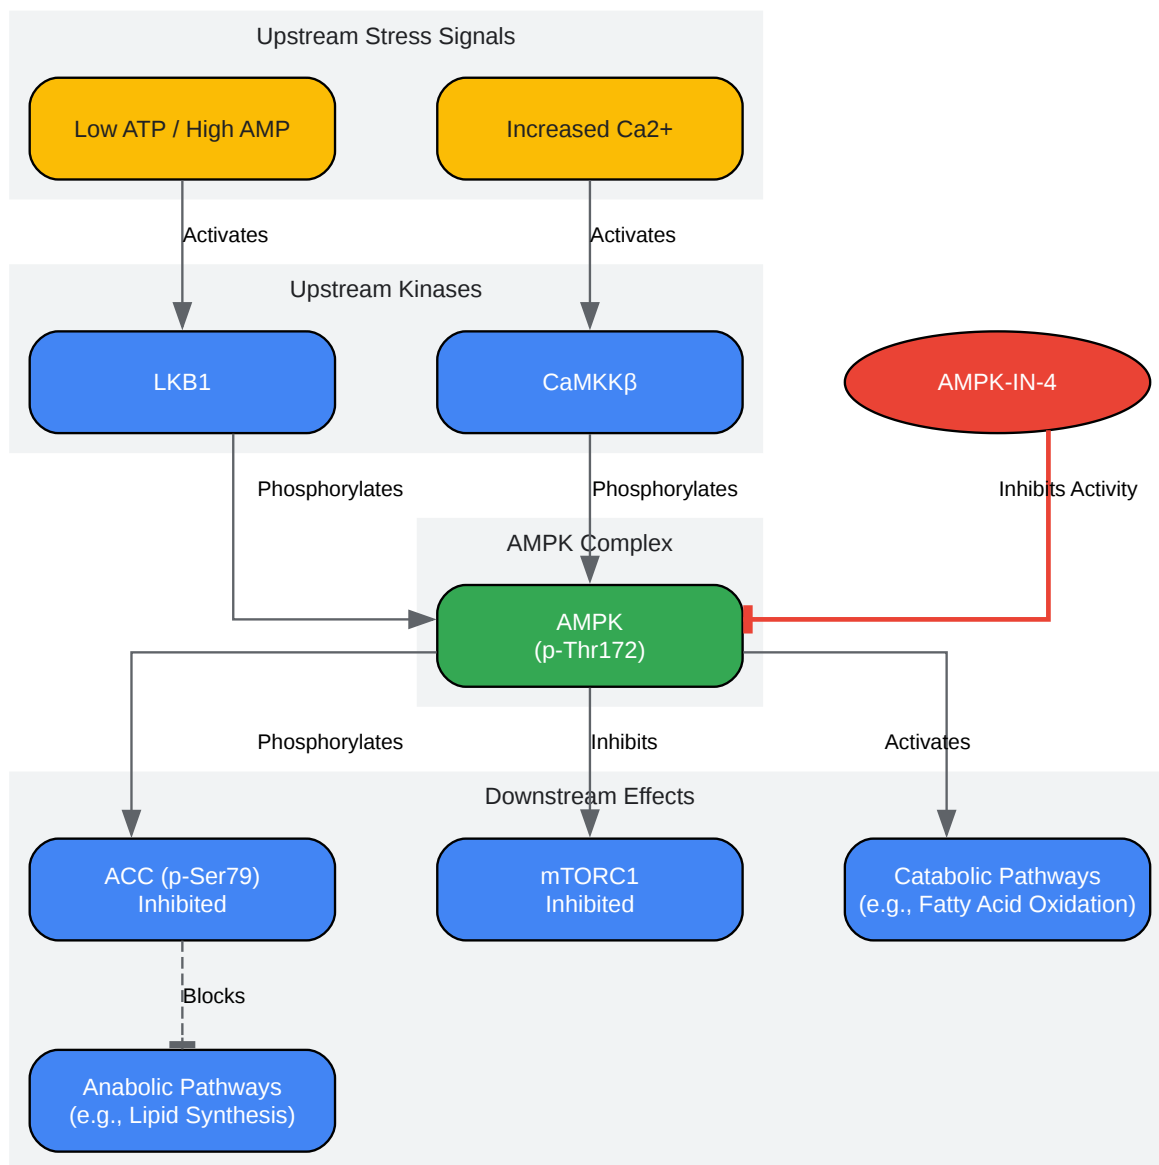 Upstream Stress Signals
Low ATP / High AMP
Increased Ca2+
Activates
Activates
Upstream Kinases
LKB1
CaMKKβ
AMPK-IN-4
Phosphorylates
Phosphorylates
Inhibits Activity
AMPK Complex
AMPK
(p-Thr172)
Phosphorylates
Inhibits
Activates
Downstream Effects
ACC (p-Ser79)
Inhibited
mTORC1
Inhibited
Catabolic Pathways
(e.g., Fatty Acid Oxidation)
Blocks
Anabolic Pathways
(e.g., Lipid Synthesis)